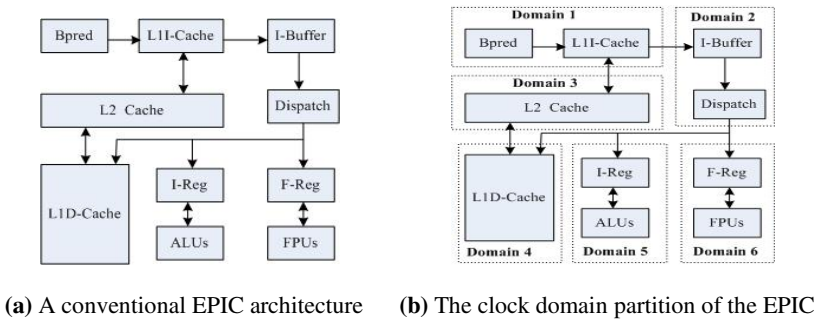 Bpred
L1I-Cache
I-Buffer
L2 Cache
Dispatch
L1D-Cache
I-Reg
F-Reg
ALUs
FPUs
(a) A conventional EPIC architecture
Domain 1
Domain 2
Bpred
L1I-Cache
I-Buffer
Domain 3
L2 Cache
Dispatch
L1D-Cache
I-Reg
F-Reg
ALUs
FPUs
Domain 4
Domain 5
Domain 6
(b) The clock domain partition of the EPIC